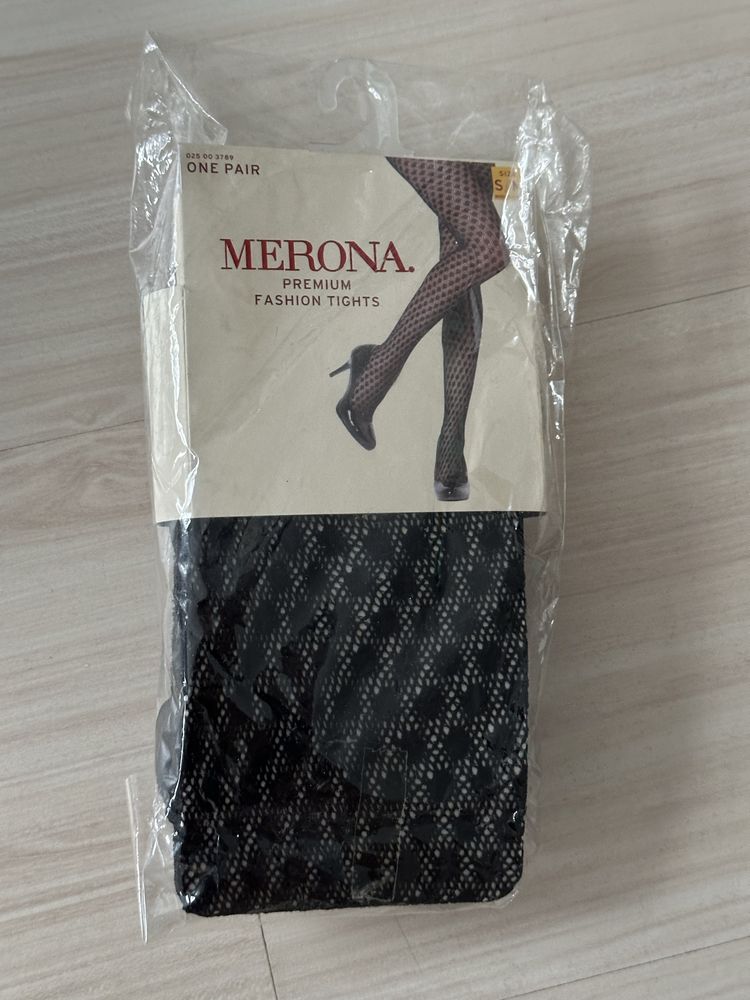 025 00 3789
ONE PAIR
S
MERONA.
PREMIUM
FASHION TIGHTS